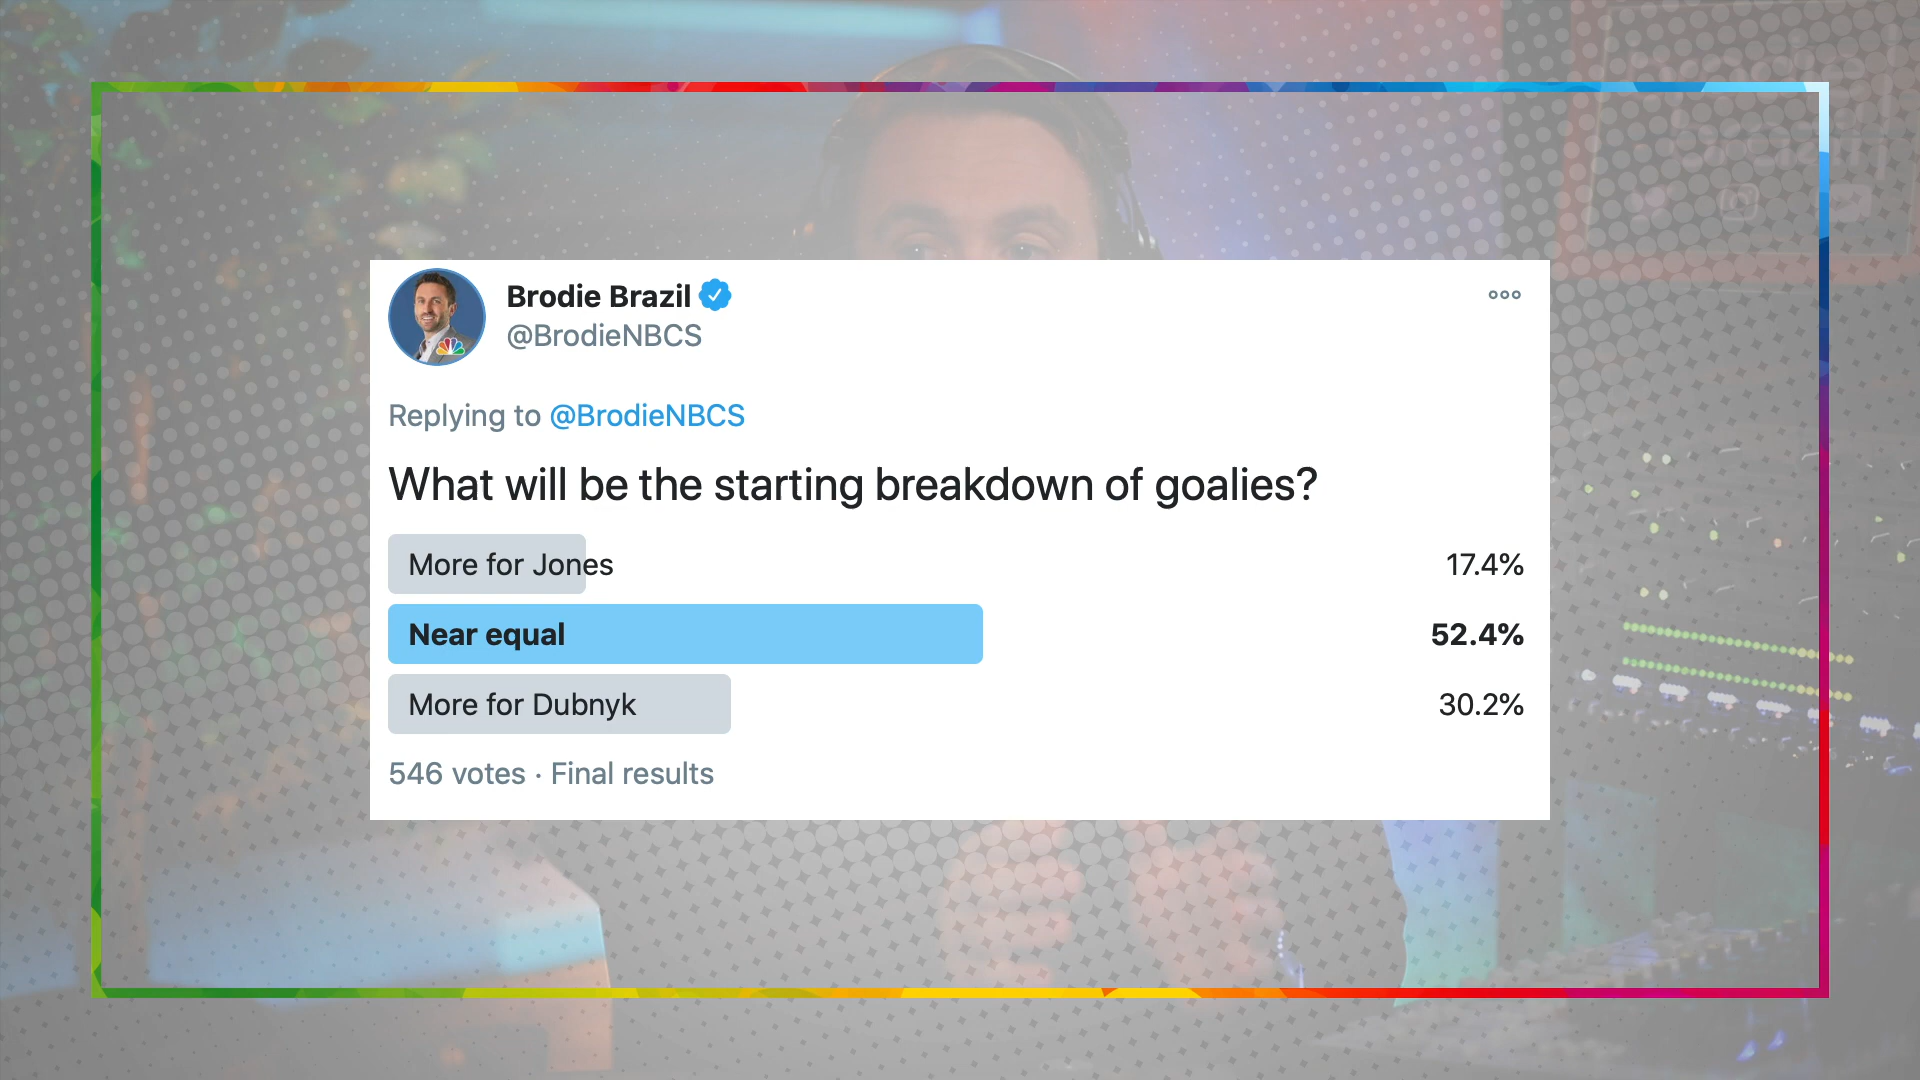 Brodie Brazil
@BrodieNBCS
Replying to @BrodieNBCS
What will be the starting breakdown of goalies?
More for Jones 17.4%
Near equal 52.4%
More for Dubnyk 30.2%
546 votes · Final results